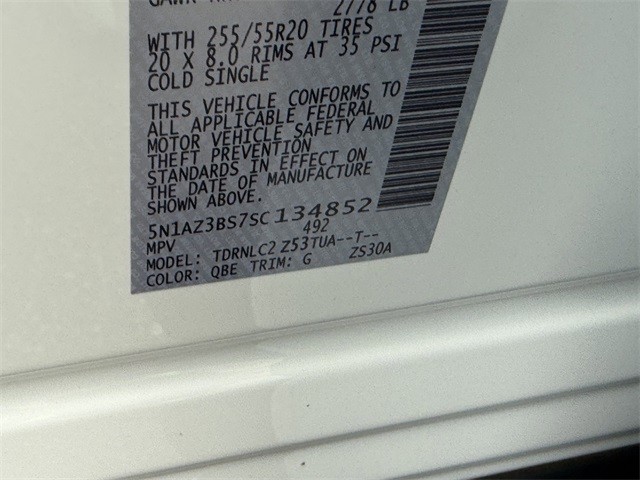 2778 LB
WITH 255/55R20 TIRES
20 X 8.0 RIMS AT 35 PSI
COLD SINGLE
THIS VEHICLE CONFORMS TO
ALL APPLICABLE FEDERAL
MOTOR VEHICLE SAFETY AND
THEFT PREVENTION
STANDARDS IN EFFECT ON
THE DATE OF MANUFACTURE
SHOWN ABOVE.
5N1AZ3BS7SC134852
MPV 492
MODEL: TDRNLC2 Z53TUA--T--
COLOR: QBE TRIM: G ZS30A